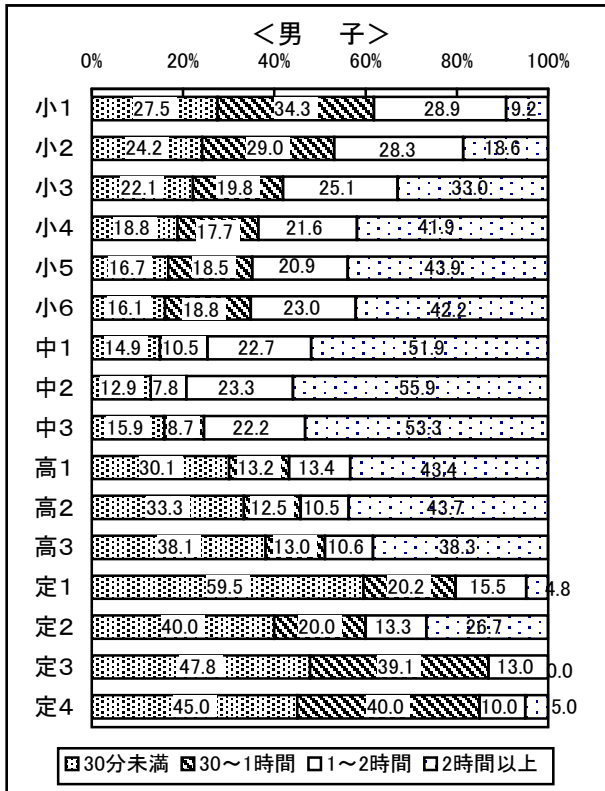 ＜男　子＞
0% 20% 40% 60% 80% 100%
小1 27.5 34.3 28.9 9.2
小2 24.2 29.0 28.3 18.6
小3 22.1 19.8 25.1 33.0
小4 18.8 17.7 21.6 41.9
小5 16.7 18.5 20.9 43.9
小6 16.1 18.8 23.0 42.2
中1 14.9 10.5 22.7 51.9
中2 12.9 7.8 23.3 55.9
中3 15.9 8.7 22.2 53.3
高1 30.1 13.2 13.4 43.4
高2 33.3 12.5 10.5 43.7
高3 38.1 13.0 10.6 38.3
定1 59.5 20.2 15.5 4.8
定2 40.0 20.0 13.3 26.7
定3 47.8 39.1 13.0 0.0
定4 45.0 40.0 10.0 5.0
30分未満 30～1時間 1～2時間 2時間以上